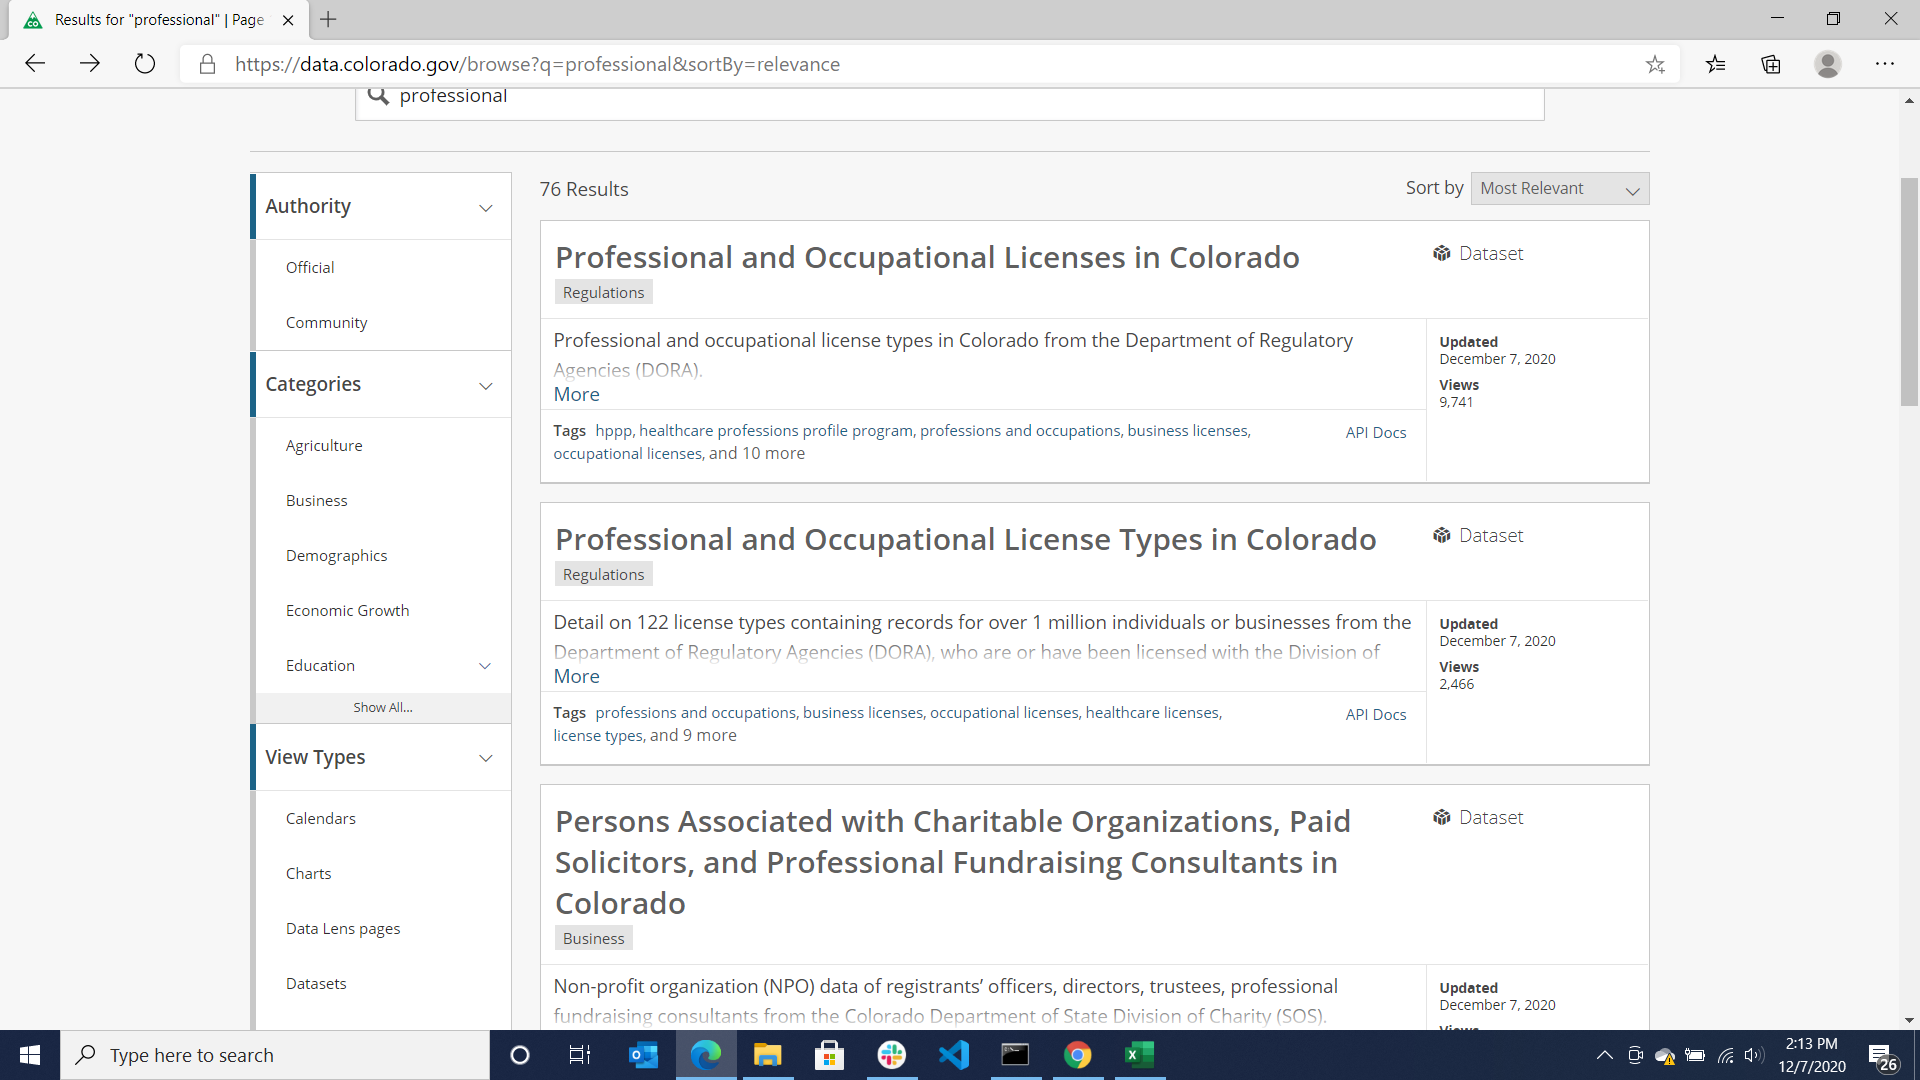 Results for "professional" | Page
https://data.colorado.gov/browse?q=professional&sortBy=relevance
professional
Authority
Official
Community
Categories
Agriculture
Business
Demographics
Economic Growth
Education
Show All...
View Types
Calendars
Charts
Data Lens pages
Datasets
76 Results
Sort by Most Relevant
Professional and Occupational Licenses in Colorado
Dataset
Regulations
Professional and occupational license types in Colorado from the Department of Regulatory
Agencies (DORA).
More
Updated
December 7, 2020
Views
9,741
Tags hppp, healthcare professions profile program, professions and occupations, business licenses,
occupational licenses, and 10 more
API Docs
Professional and Occupational License Types in Colorado
Dataset
Regulations
Detail on 122 license types containing records for over 1 million individuals or businesses from the
Department of Regulatory Agencies (DORA), who are or have been licensed with the Division of
More
Updated
December 7, 2020
Views
2,466
Tags professions and occupations, business licenses, occupational licenses, healthcare licenses,
license types, and 9 more
API Docs
Persons Associated with Charitable Organizations, Paid
Solicitors, and Professional Fundraising Consultants in
Colorado
Dataset
Business
Non-profit organization (NPO) data of registrants’ officers, directors, trustees, professional
fundraising consultants from the Colorado Department of State Division of Charity (SOS).
Updated
December 7, 2020
Views
Type here to search
2:13 PM
12/7/2020
26